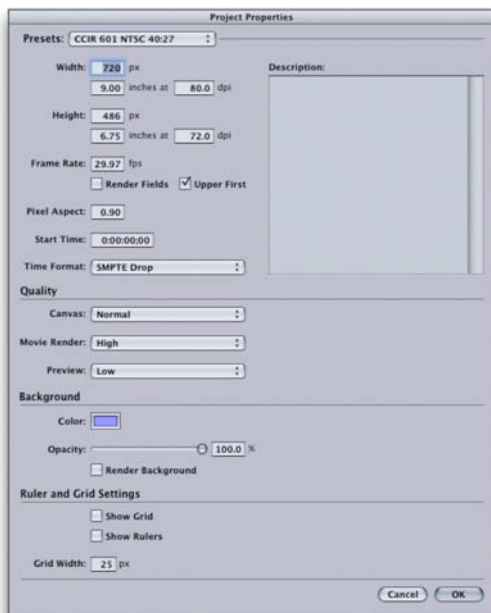 Project Properties
Presets: CCIR 601 NTSC 40:27
Width: 720 px
Description:
9.00 inches at 80.0 dpi
Height: 486 px
6.75 inches at 72.0 dpi
Frame Rate: 29.97 fps
Render Fields Upper First
Pixel Aspect: 0.90
Start Time: 0:00:00;00
Time Format: SMPTE Drop
Quality
Canvas: Normal
Movie Render: High
Preview: Low
Background
Color:
Opacity: 100.0 %
Render Background
Ruler and Grid Settings
Show Grid
Show Rulers
Grid Width: 25 px
Cancel OK